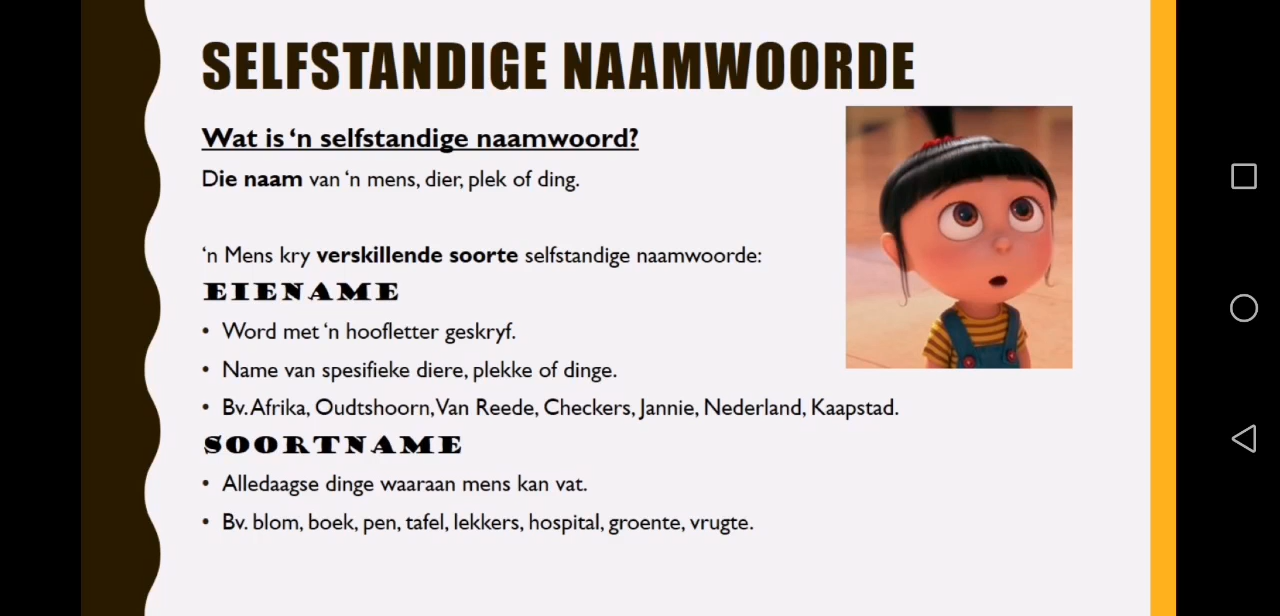 SELFSTANDIGE NAAMWOORDE
Wat is ‘n selfstandige naamwoord?
Die naam van ‘n mens, dier, plek of ding.
‘n Mens kry verskillende soorte selfstandige naamwoorde:
EIENAME
• Word met ‘n hoofletter geskryf.
• Name van spesifieke diere, plekke of dinge.
• Bv. Afrika, Oudtshoorn, Van Reede, Checkers, Jannie, Nederland, Kaapstad.
SOORTNAME
• Alledaagse dinge waaraan mens kan vat.
• Bv. blom, boek, pen, tafel, lekkers, hospital, groente, vrugte.